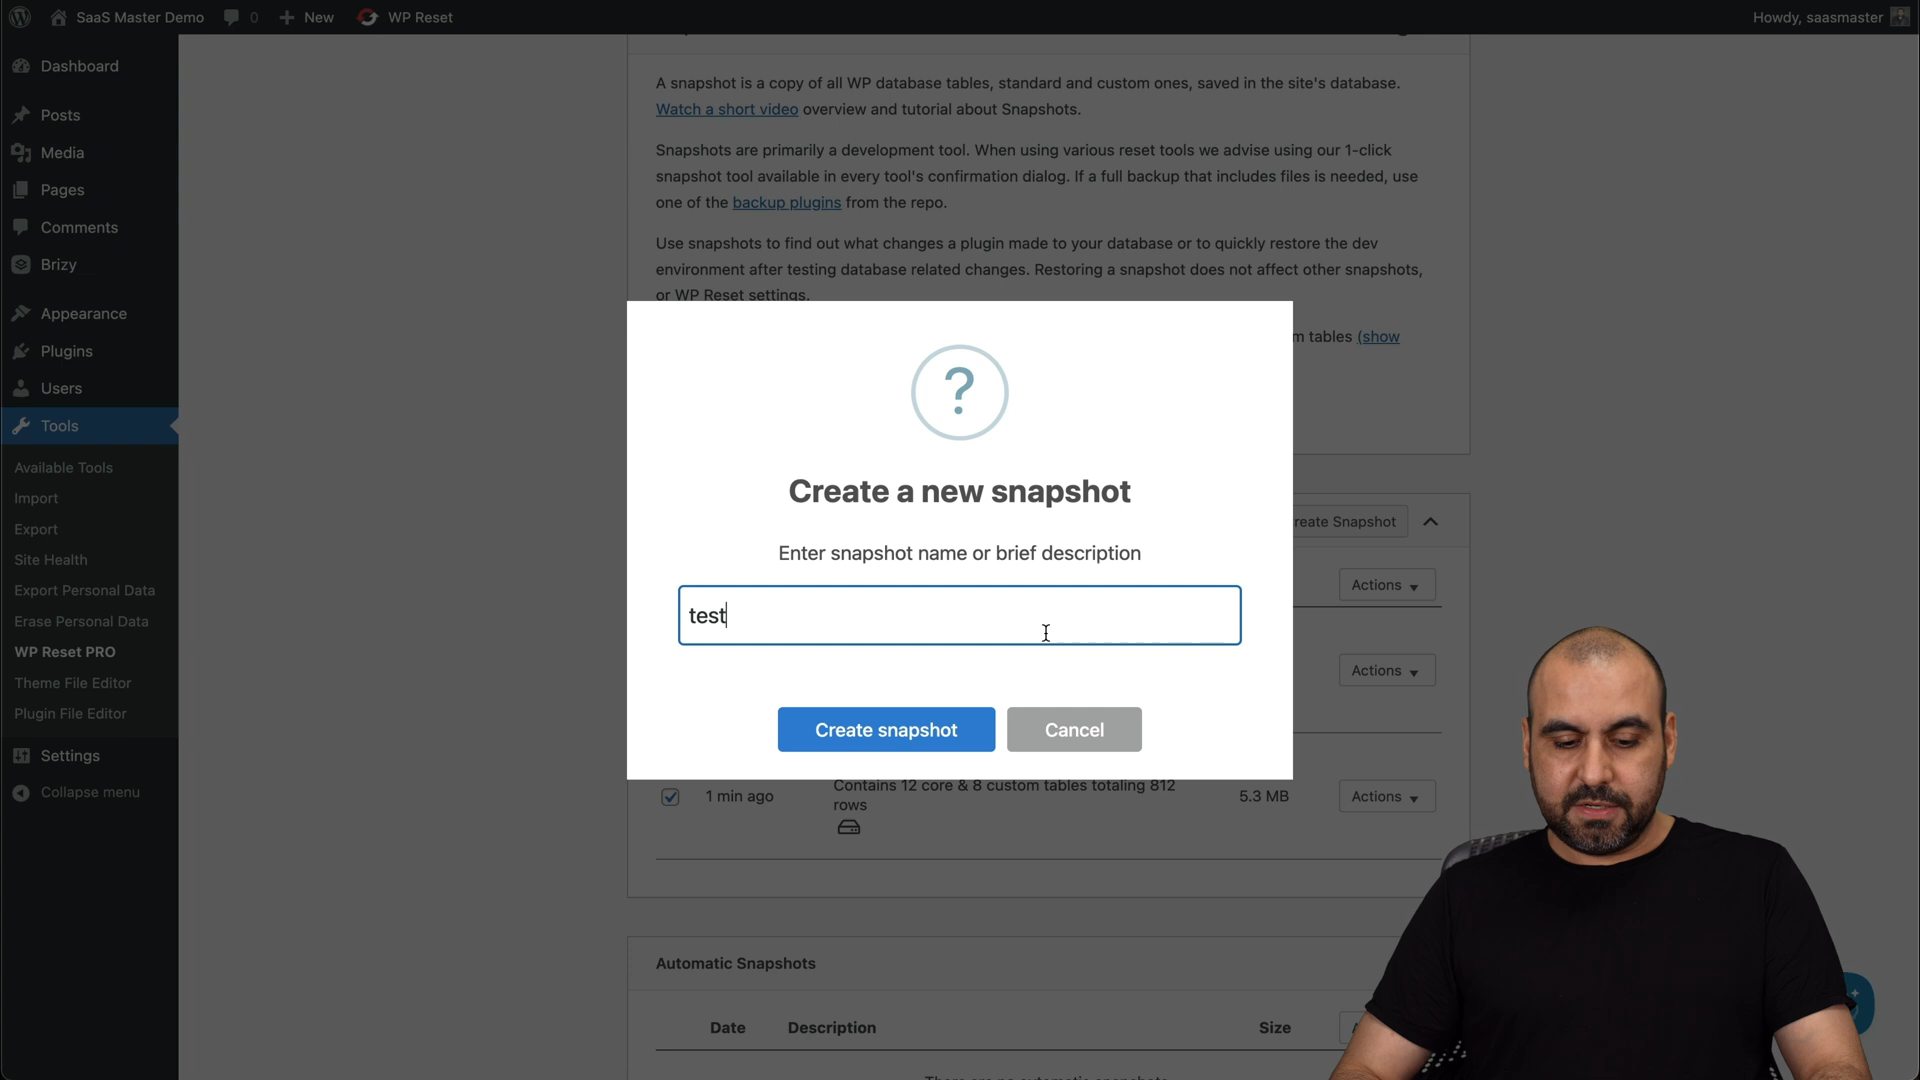 SaaS Master Demo 0 New WP Reset Howdy, saasmaster
Dashboard
Posts
Media
Pages
Comments
Brizy
Appearance
Plugins
Users
Tools
Available Tools
Import
Export
Site Health
Export Personal Data
Erase Personal Data
WP Reset PRO
Theme File Editor
Plugin File Editor
Settings
Collapse menu
A snapshot is a copy of all WP database tables, standard and custom ones, saved in the site's database.
Watch a short video overview and tutorial about Snapshots.
Snapshots are primarily a development tool. When using various reset tools we advise using our 1-click
snapshot tool available in every tool's confirmation dialog. If a full backup that includes files is needed, use
one of the backup plugins from the repo.
Use snapshots to find out what changes a plugin made to your database or to quickly restore the dev
environment after testing database related changes. Restoring a snapshot does not affect other snapshots,
or WP Reset settings.
m tables (show
?
Create a new snapshot
Enter snapshot name or brief description
test
Create snapshot Cancel
reate Snapshot
Actions
Actions
1 min ago Contains 12 core & 8 custom tables totaling 812 5.3 MB Actions
rows
Automatic Snapshots
Date Description Size